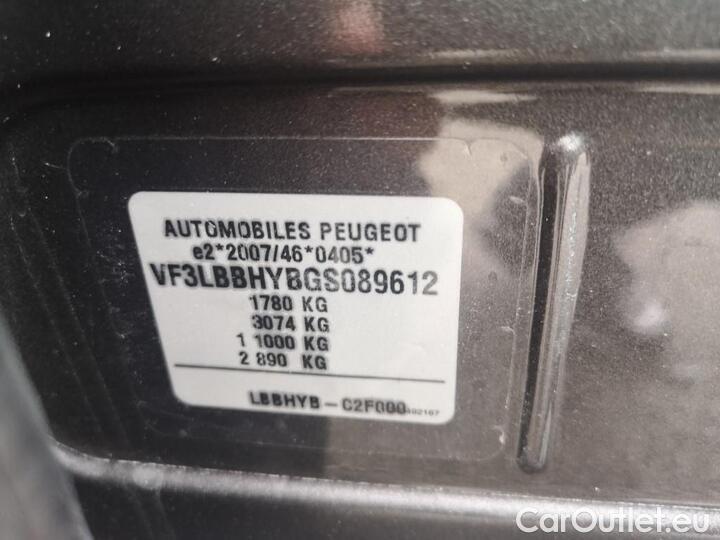 AUTOMOBILES PEUGEOT
e2*2007/46*0405*
VF3LBBHYBGS089612
1780 KG
3074 KG
1 1000 KG
2 890 KG
LBBHYB - C2F000
CarOutlet.eu